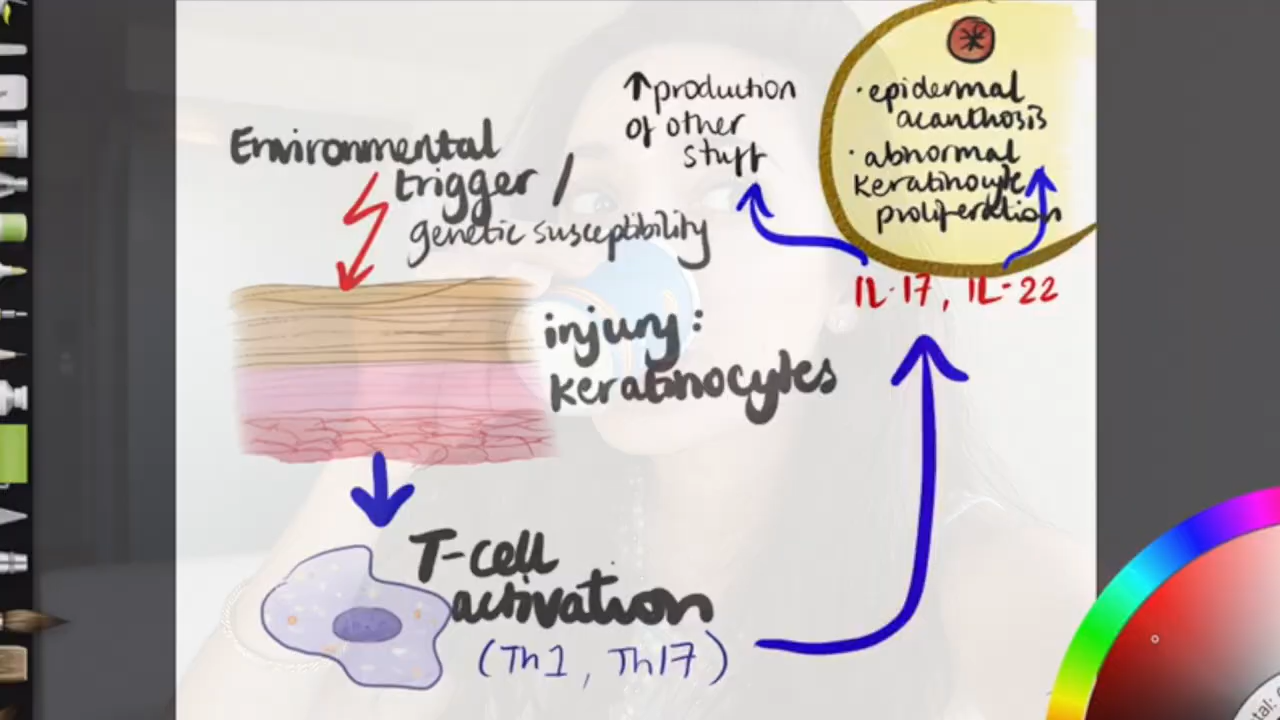 Environmental
trigger /
genetic susceptibility
injury:
keratinocytes
T-cell
activation
(Th1, Th17)
IL-17, IL-22
↑ production
of other
stuff
· epidermal
acanthosis
· abnormal
keratinocyte
proliferation